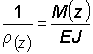 1/ρ(z) = M(z)/EJ